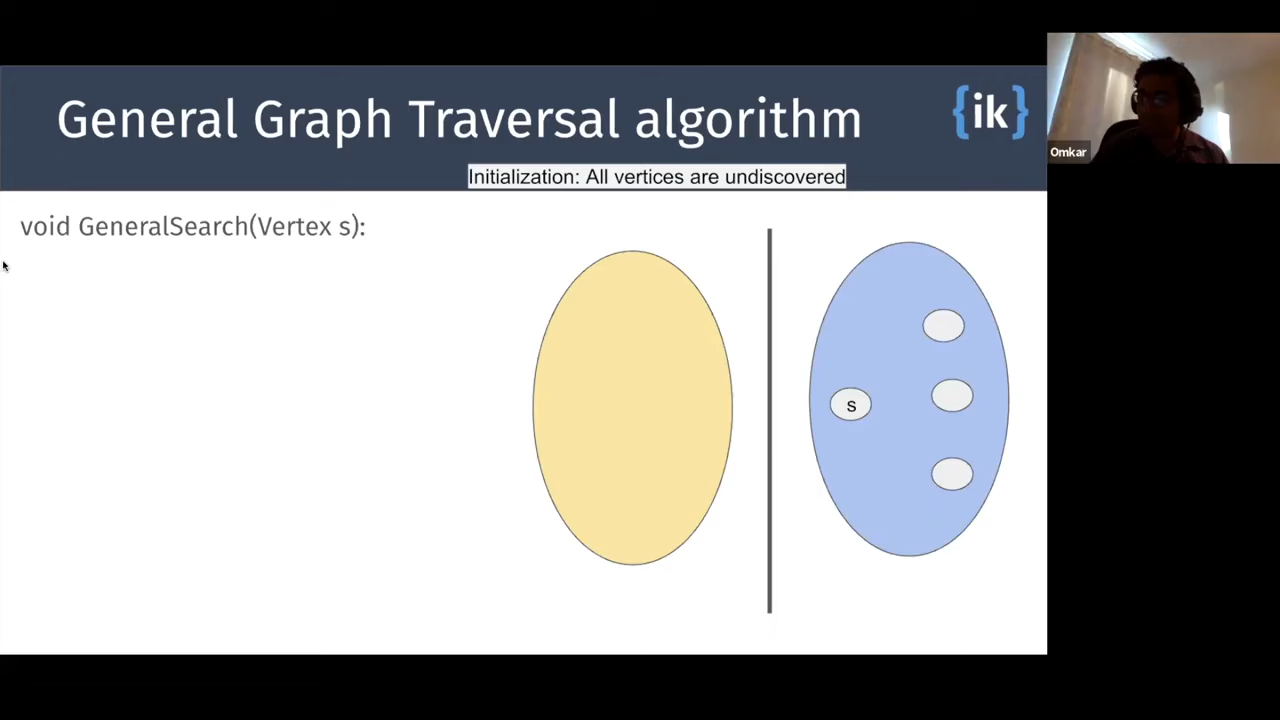 General Graph Traversal algorithm
{ik}
Omkar
Initialization: All vertices are undiscovered
void GeneralSearch(Vertex s):
s